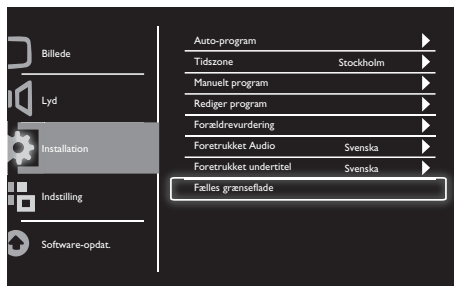 Billede
Lyd
Installation
Indstilling
Software-opdat.
Auto-program
Tidszone Stockholm
Manuelt program
Rediger program
Forældrevurdering
Foretrukket Audio Svenska
Foretrukket undertitel Svenska
Fælles grænseflade